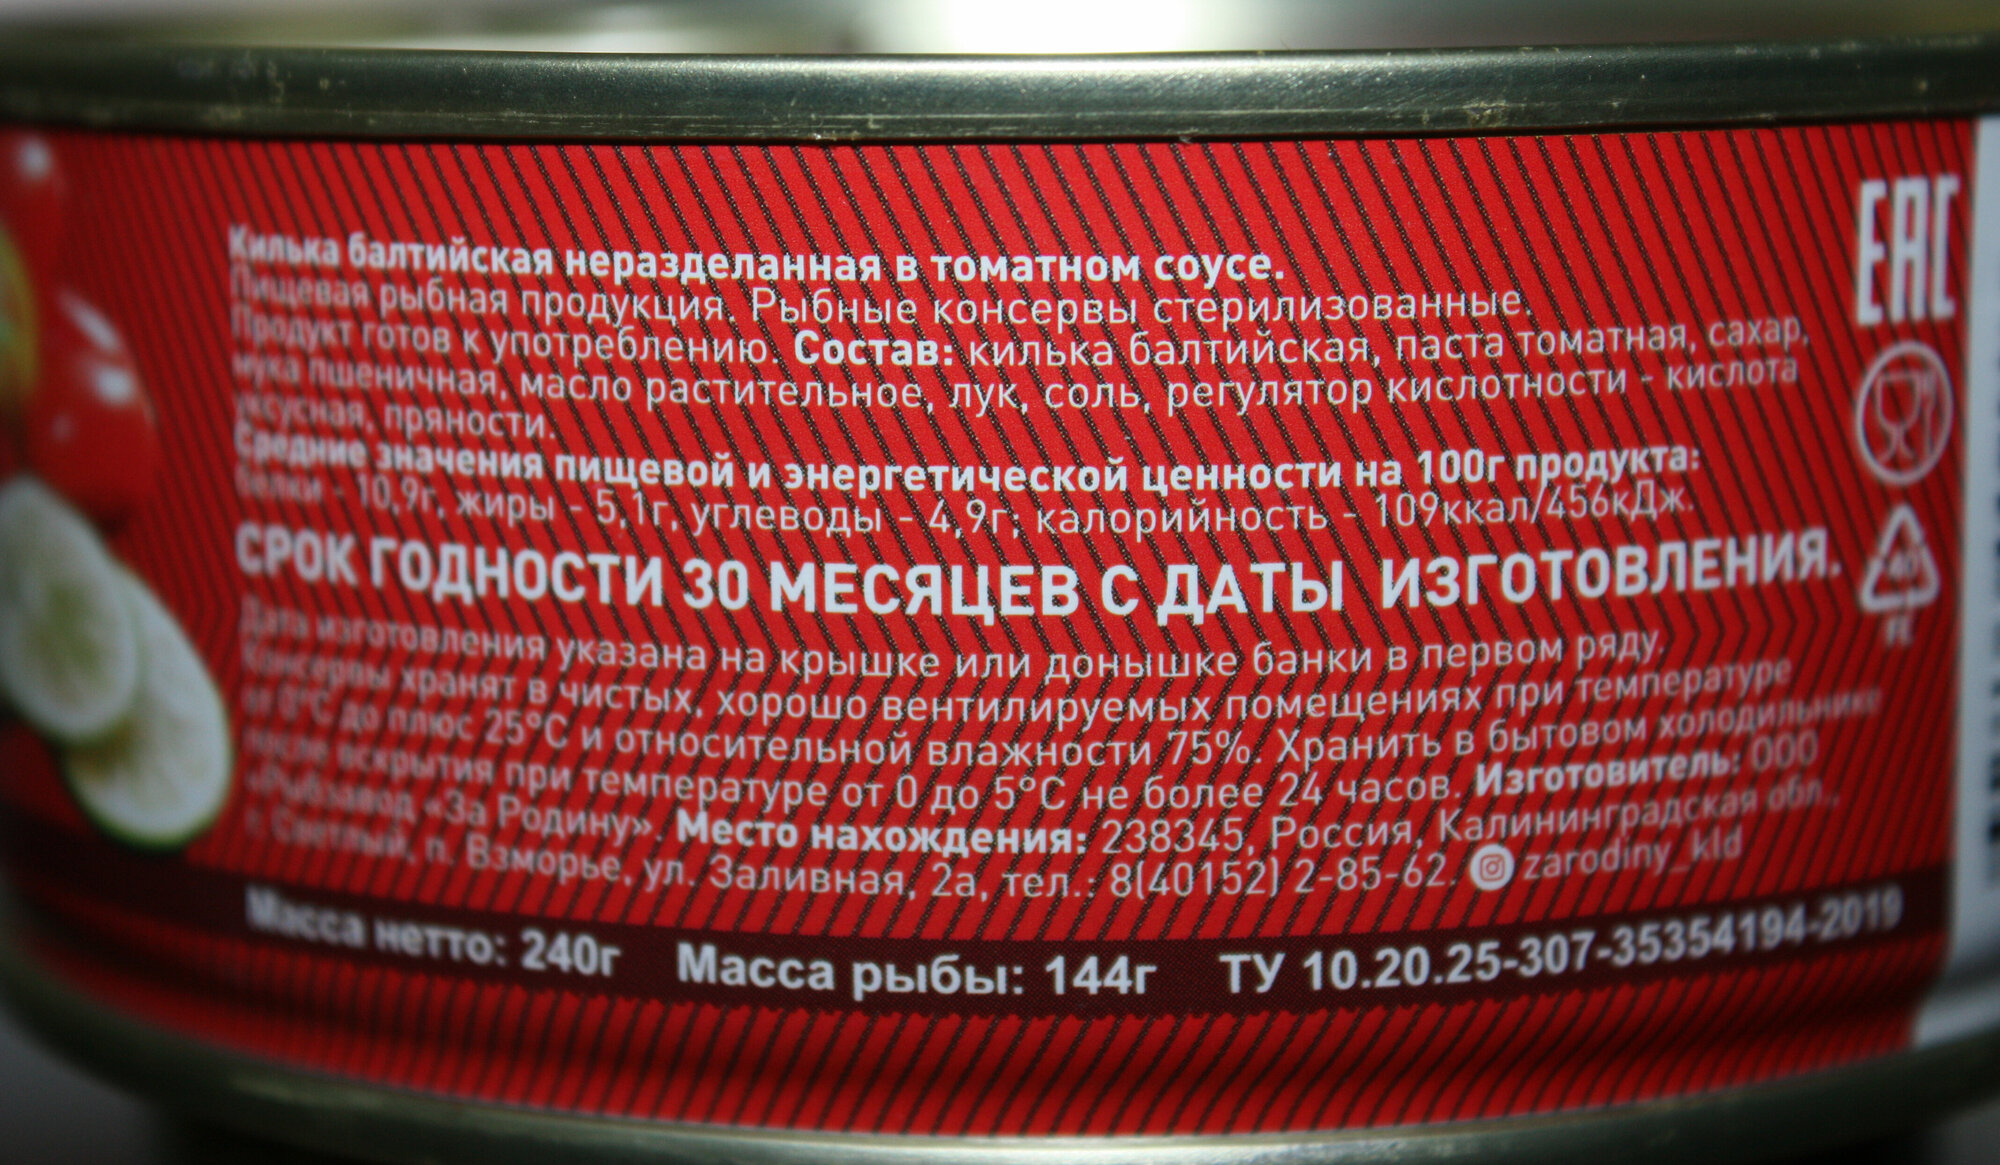 Килька балтийская неразделанная в томатном соусе.
Пищевая рыбная продукция. Рыбные консервы стерилизованные.
Продукт готов к употреблению. Состав: килька балтийская, паста томатная, сахар,
мука пшеничная, масло растительное, лук, соль, регулятор кислотности - кислота
уксусная, пряности.
Средние значения пищевой и энергетической ценности на 100г продукта:
белки - 10,9г, жиры - 5,1г, углеводы - 4,9г; калорийность - 109ккал/456кДж.
СРОК ГОДНОСТИ 30 МЕСЯЦЕВ С ДАТЫ ИЗГОТОВЛЕНИЯ.
Дата изготовления указана на крышке или донышке банки в первом ряду.
Консервы хранят в чистых, хорошо вентилируемых помещениях при температуре
от 0°С до плюс 25°С и относительной влажности 75%. Хранить в бытовом холодильнике
после вскрытия при температуре от 0 до 5°С не более 24 часов. Изготовитель: ООО
«Рыбзавод «За Родину». Место нахождения: 238345, Россия, Калининградская обл.,
г. Светлый, п. Взморье, ул. Заливная, 2а, тел.: 8(40152) 2-85-62. zarodiny_kld
Масса нетто: 240г Масса рыбы: 144г ТУ 10.20.25-307-35354194-2019
EAC
40
FE